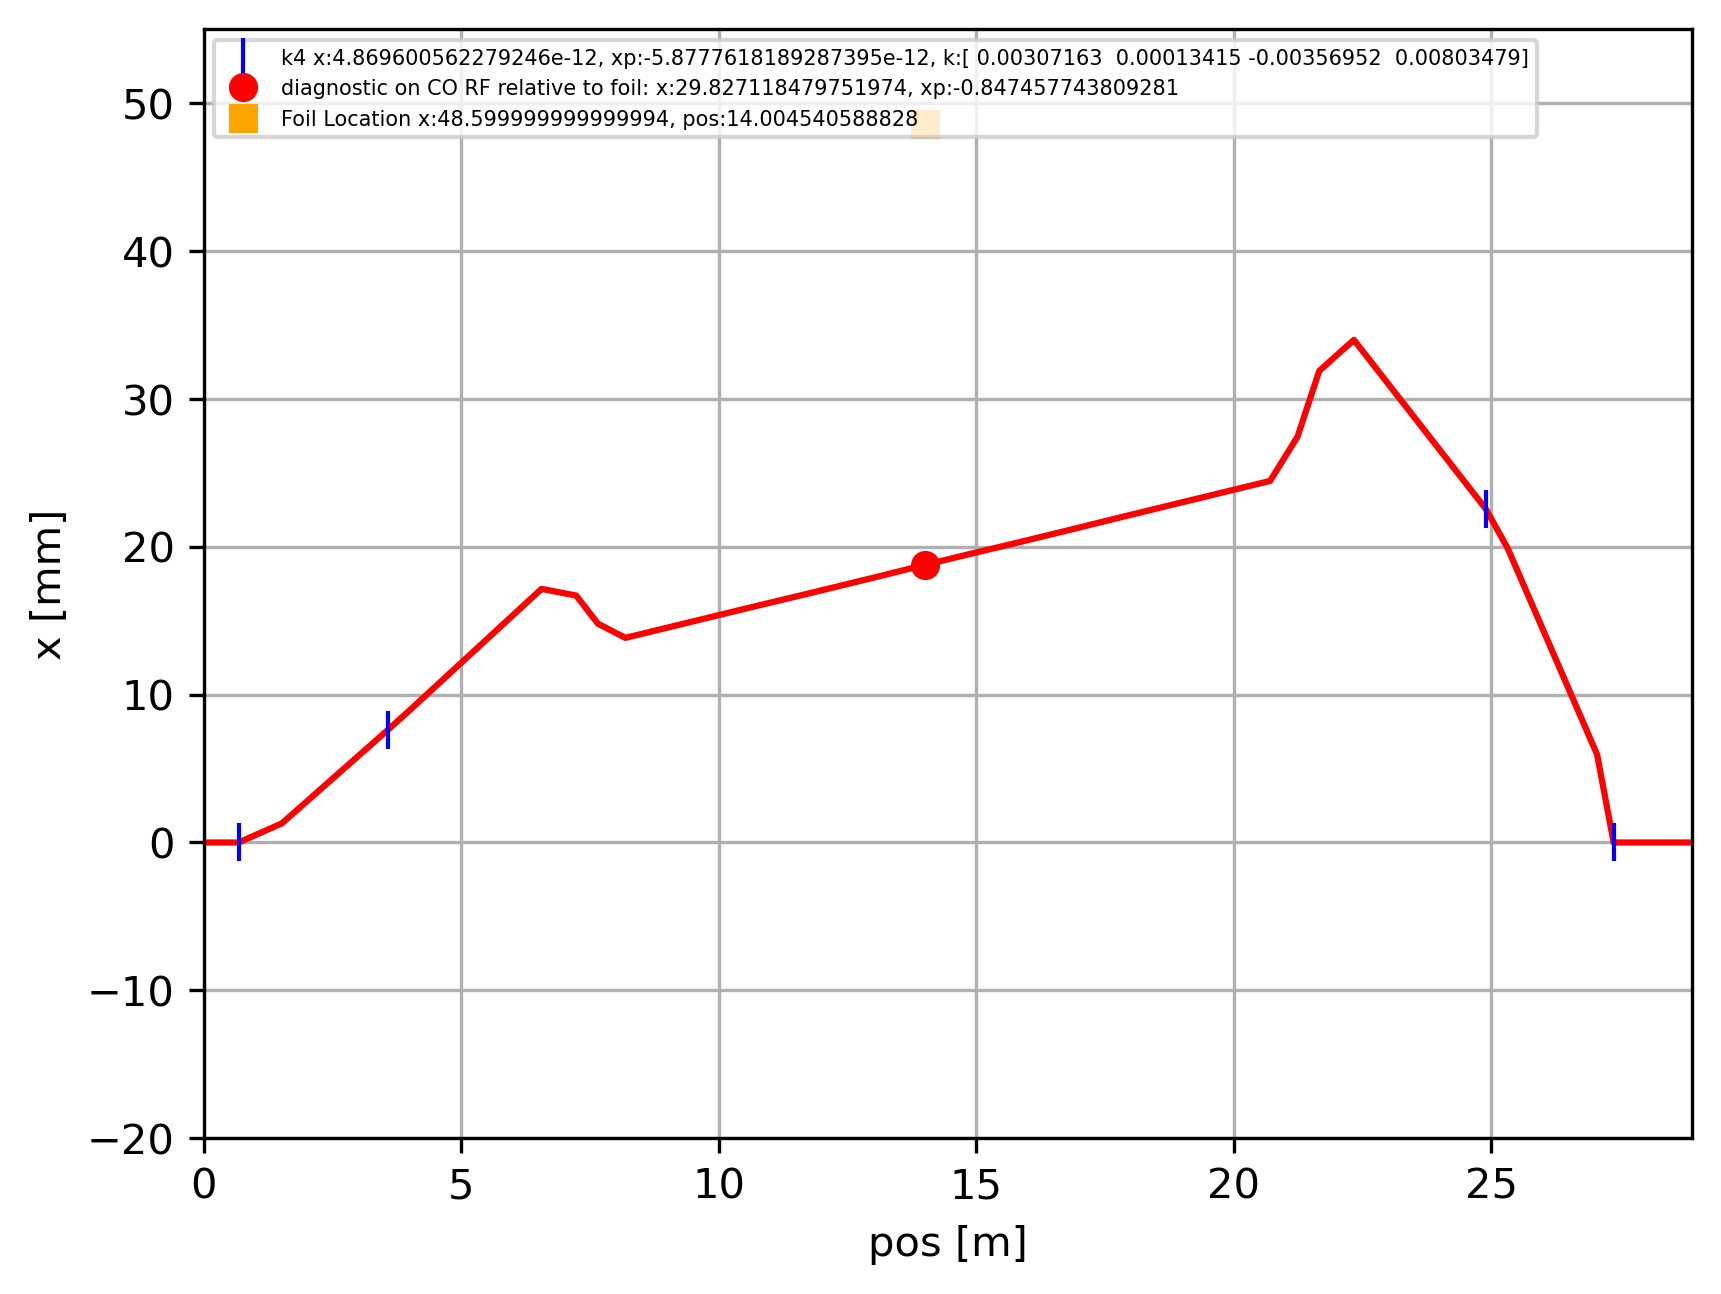 k4 x:4.869600562279246e-12, xp:-5.8777618189287395e-12, k:[ 0.00307163  0.00013415 -0.00356952  0.00803479]
diagnostic on CO RF relative to foil: x:29.827118479751974, xp:-0.847457743809281
Foil Location x:48.599999999999994, pos:14.004540588828
50
40
30
20
10
0
−10
−20
x [mm]
0 5 10 15 20 25
pos [m]